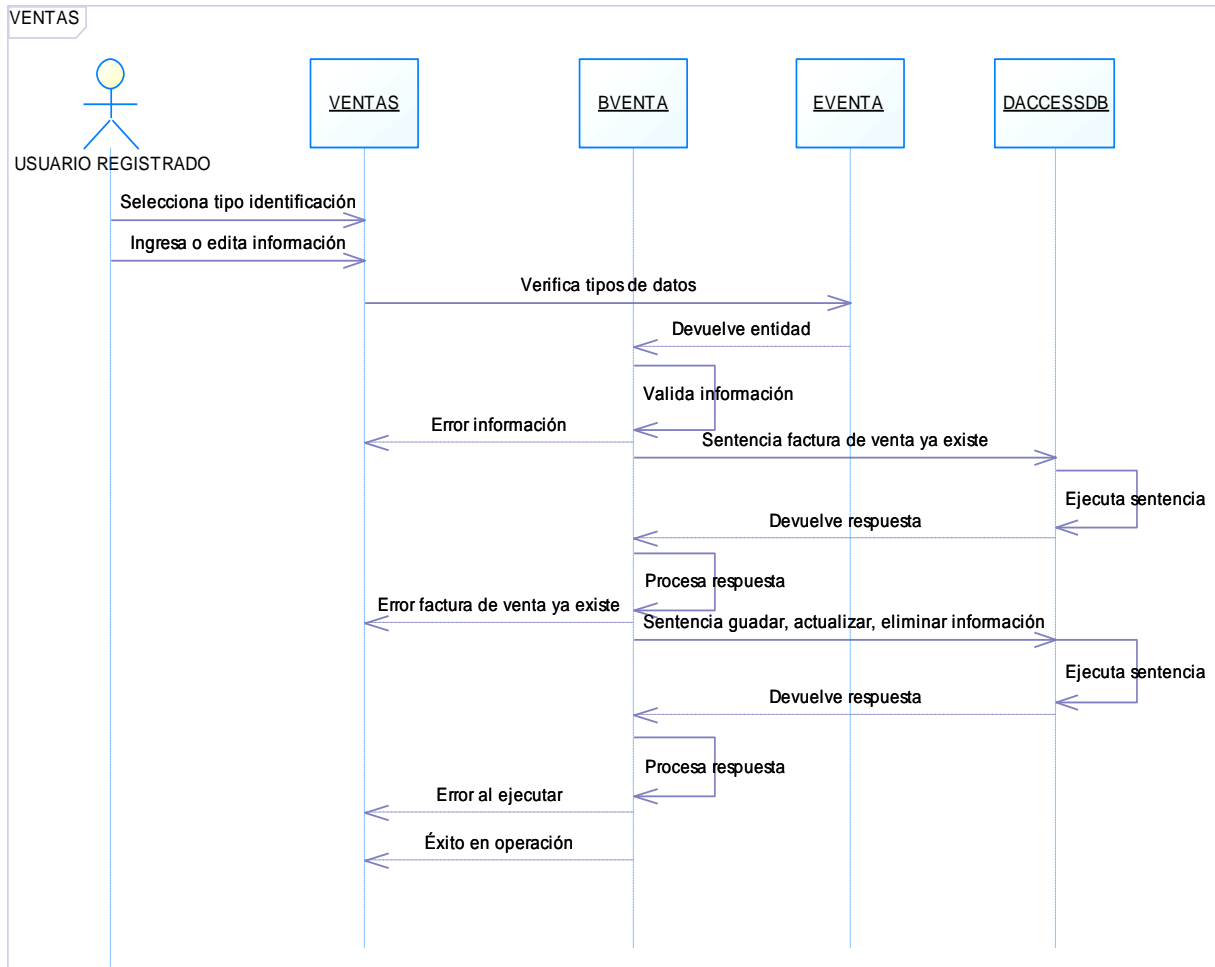 VENTAS
VENTAS
BVENTA
EVENTA
DACCESSDB
USUARIO REGISTRADO
Selecciona tipo identificación
Ingresa o edita información
Verifica tipos de datos
Devuelve entidad
Valida información
Error información
Sentencia factura de venta ya existe
Ejecuta sentencia
Devuelve respuesta
Procesa respuesta
Error factura de venta ya existe
Sentencia guadar, actualizar, eliminar información
Ejecuta sentencia
Devuelve respuesta
Procesa respuesta
Error al ejecutar
Éxito en operación